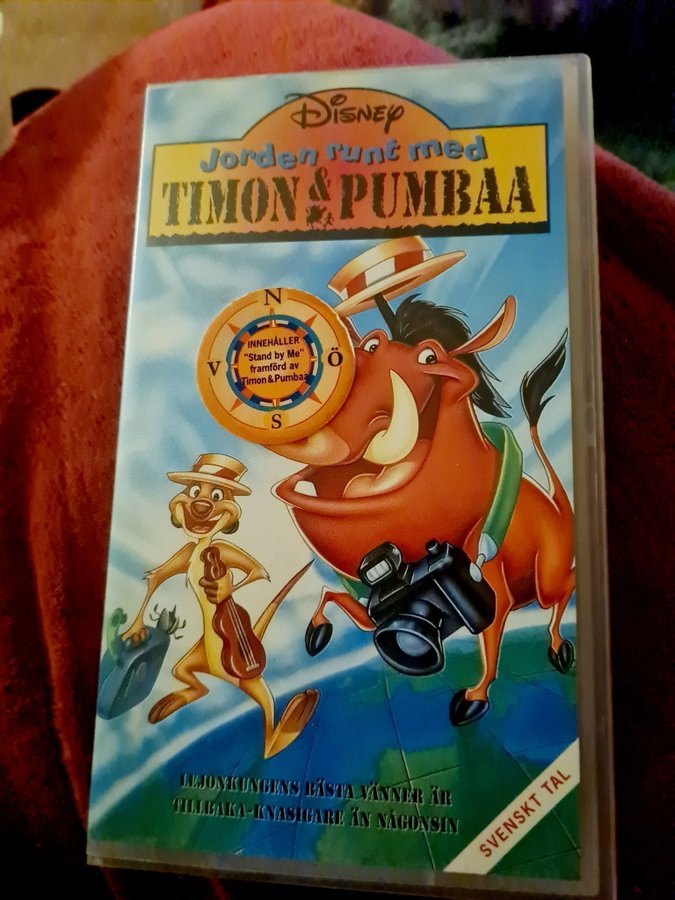 Disney
Jorden runt med
TIMON & PUMBAA
N
V
Ö
S
INNEHÅLLER
"Stand by Me"
framförd av
Timon & Pumbaa
LEJONKUNGENS BÄSTA VÄNNER ÄR
TILLBAKA-KNASIGARE ÄN NÅGONSIN
SVENSKT TAL